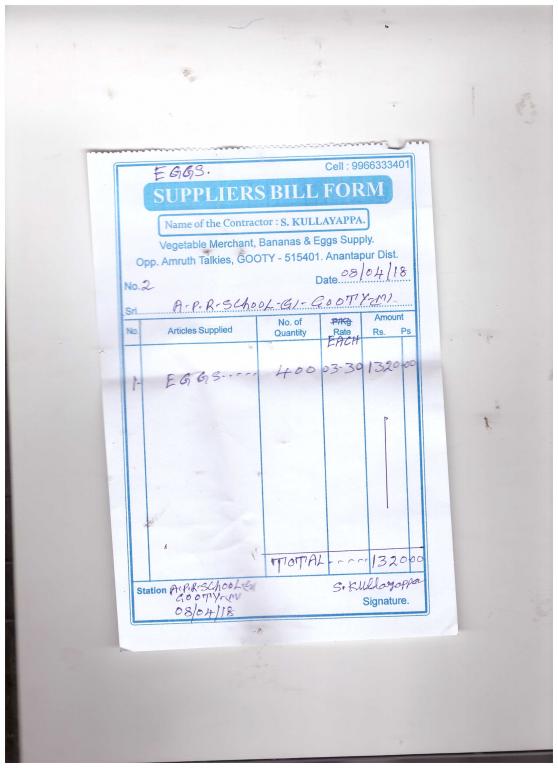 EGGS.
Cell : 9966333401
SUPPLIERS BILL FORM
Name of the Contractor : S. KULLAYAPPA.
Vegetable Merchant, Bananas & Eggs Supply.
Opp. Amruth Talkies, GOOTY - 515401. Anantapur Dist.
No. 2 Date 08/04/18
Sri A-P-R-SCHOOL-(G)- GOOTY-(M).
No. Articles Supplied No. of Quantity P/Kg Rate EACH Amount Rs. Ps
1- EGGS----- 400 03-30 1320-00
TOTAL----- 1320-00
Station A-P-R-SCHOOL-G
GOOTY-M
08/04/18
S. Kullayappa
Signature.